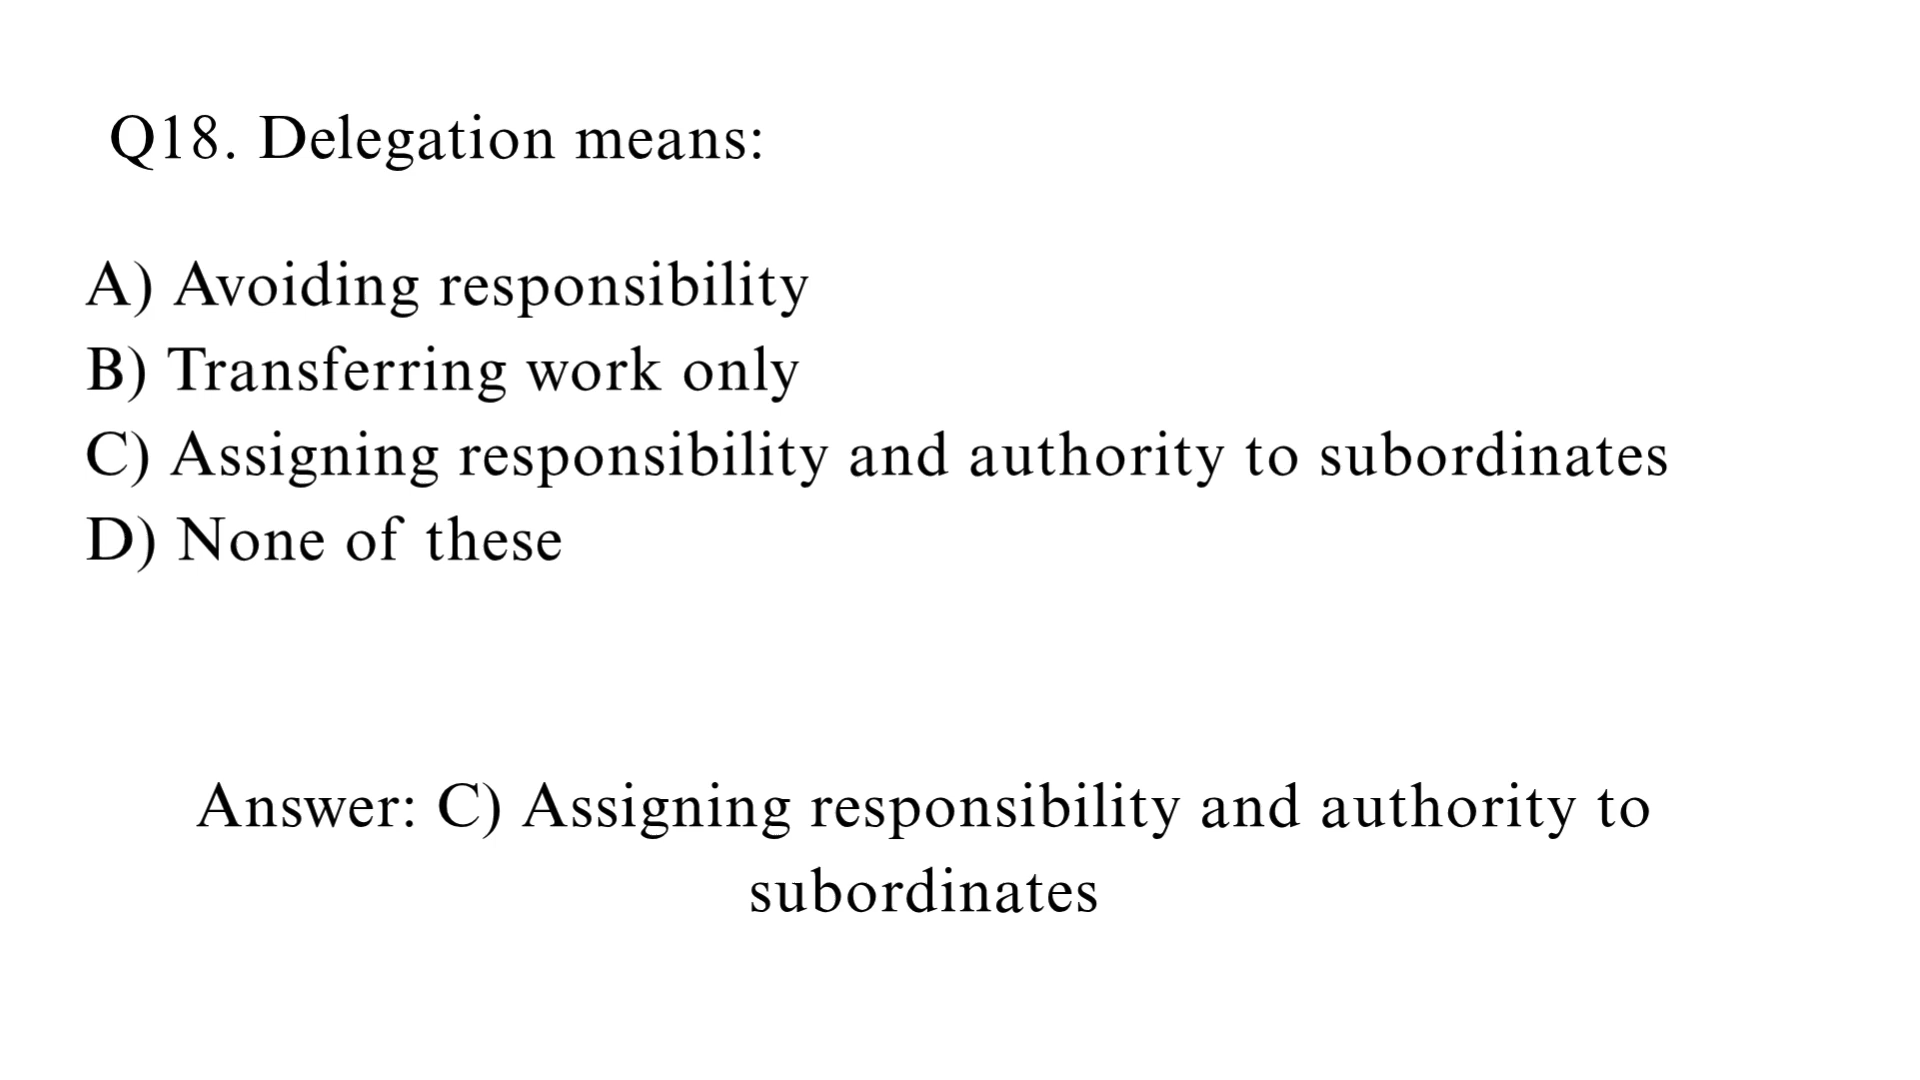 Q18. Delegation means:
A) Avoiding responsibility
B) Transferring work only
C) Assigning responsibility and authority to subordinates
D) None of these
Answer: C) Assigning responsibility and authority to
subordinates